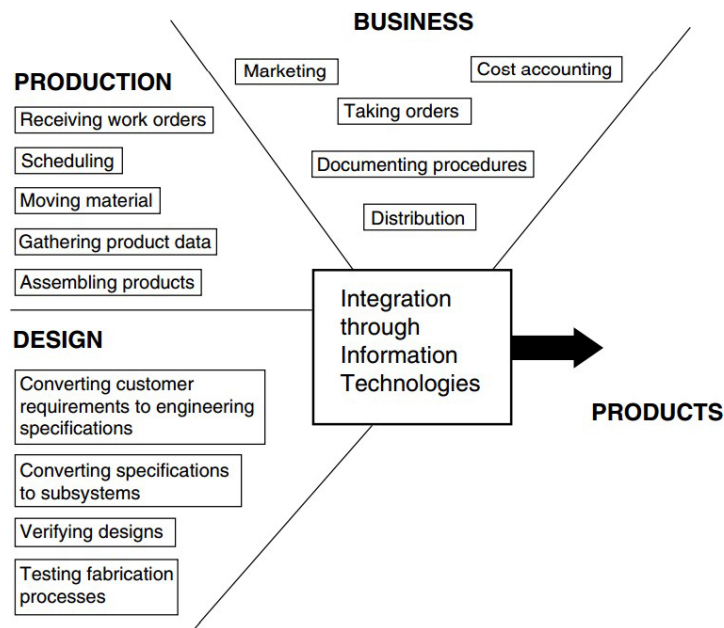 BUSINESS
Marketing
Cost accounting
Taking orders
Documenting procedures
Distribution
PRODUCTION
Receiving work orders
Scheduling
Moving material
Gathering product data
Assembling products
DESIGN
Converting customer
requirements to engineering
specifications
Converting specifications
to subsystems
Verifying designs
Testing fabrication
processes
Integration
through
Information
Technologies
PRODUCTS